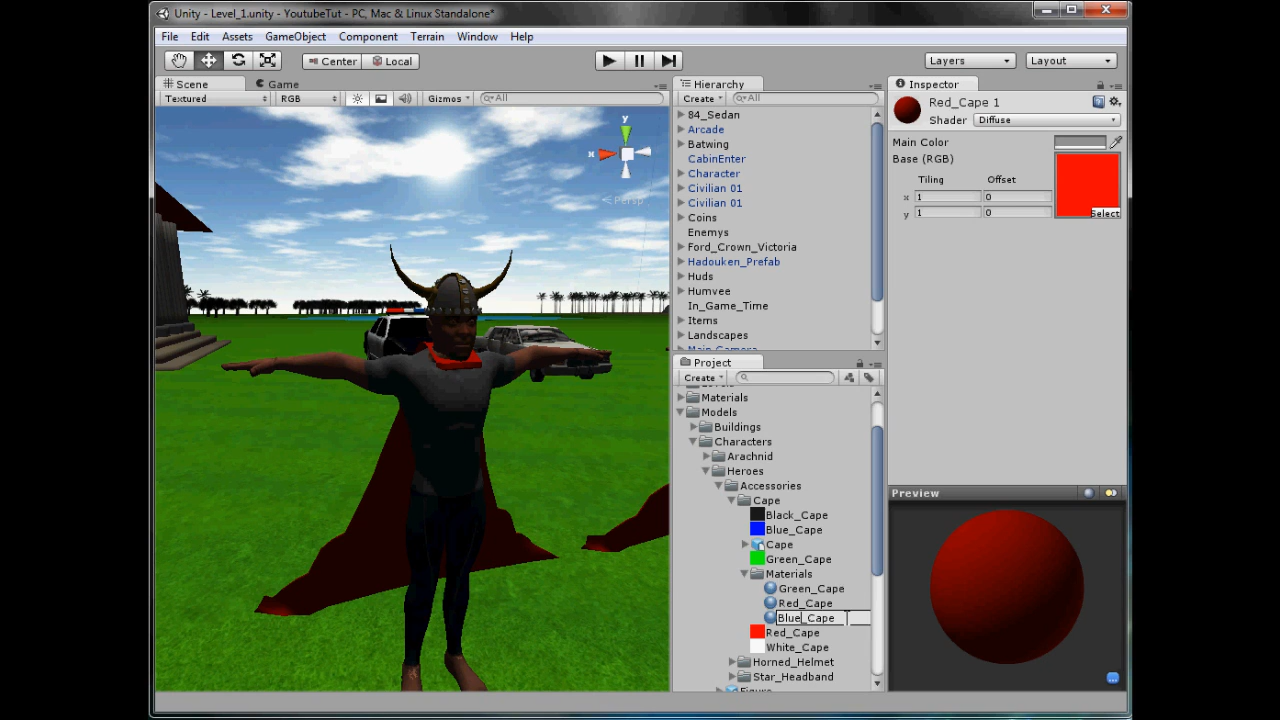 Unity - Level_1.unity - YoutubeTut - PC, Mac & Linux Standalone*
File Edit Assets GameObject Component Terrain Window Help
Center Local Layers Layout
Scene Game
Textured RGB Gizmos All
y
x
Persp
Hierarchy
Create All
84_Sedan
Arcade
Batwing
CabinEnter
Character
Civilian 01
Civilian 01
Coins
Enemys
Ford_Crown_Victoria
Hadouken_Prefab
Huds
Humvee
In_Game_Time
Items
Landscapes
Main_Camera
Project
Create
Materials
Models
Buildings
Characters
Arachnid
Heroes
Accessories
Cape
Black_Cape
Blue_Cape
Cape
Green_Cape
Materials
Green_Cape
Red_Cape
Blue_Cape
Red_Cape
White_Cape
Horned_Helmet
Star_Headband
Figure
Inspector
Red_Cape 1
Shader Diffuse
Main Color
Base (RGB)
Tiling Offset
x 1 0
y 1 0
Select
Preview